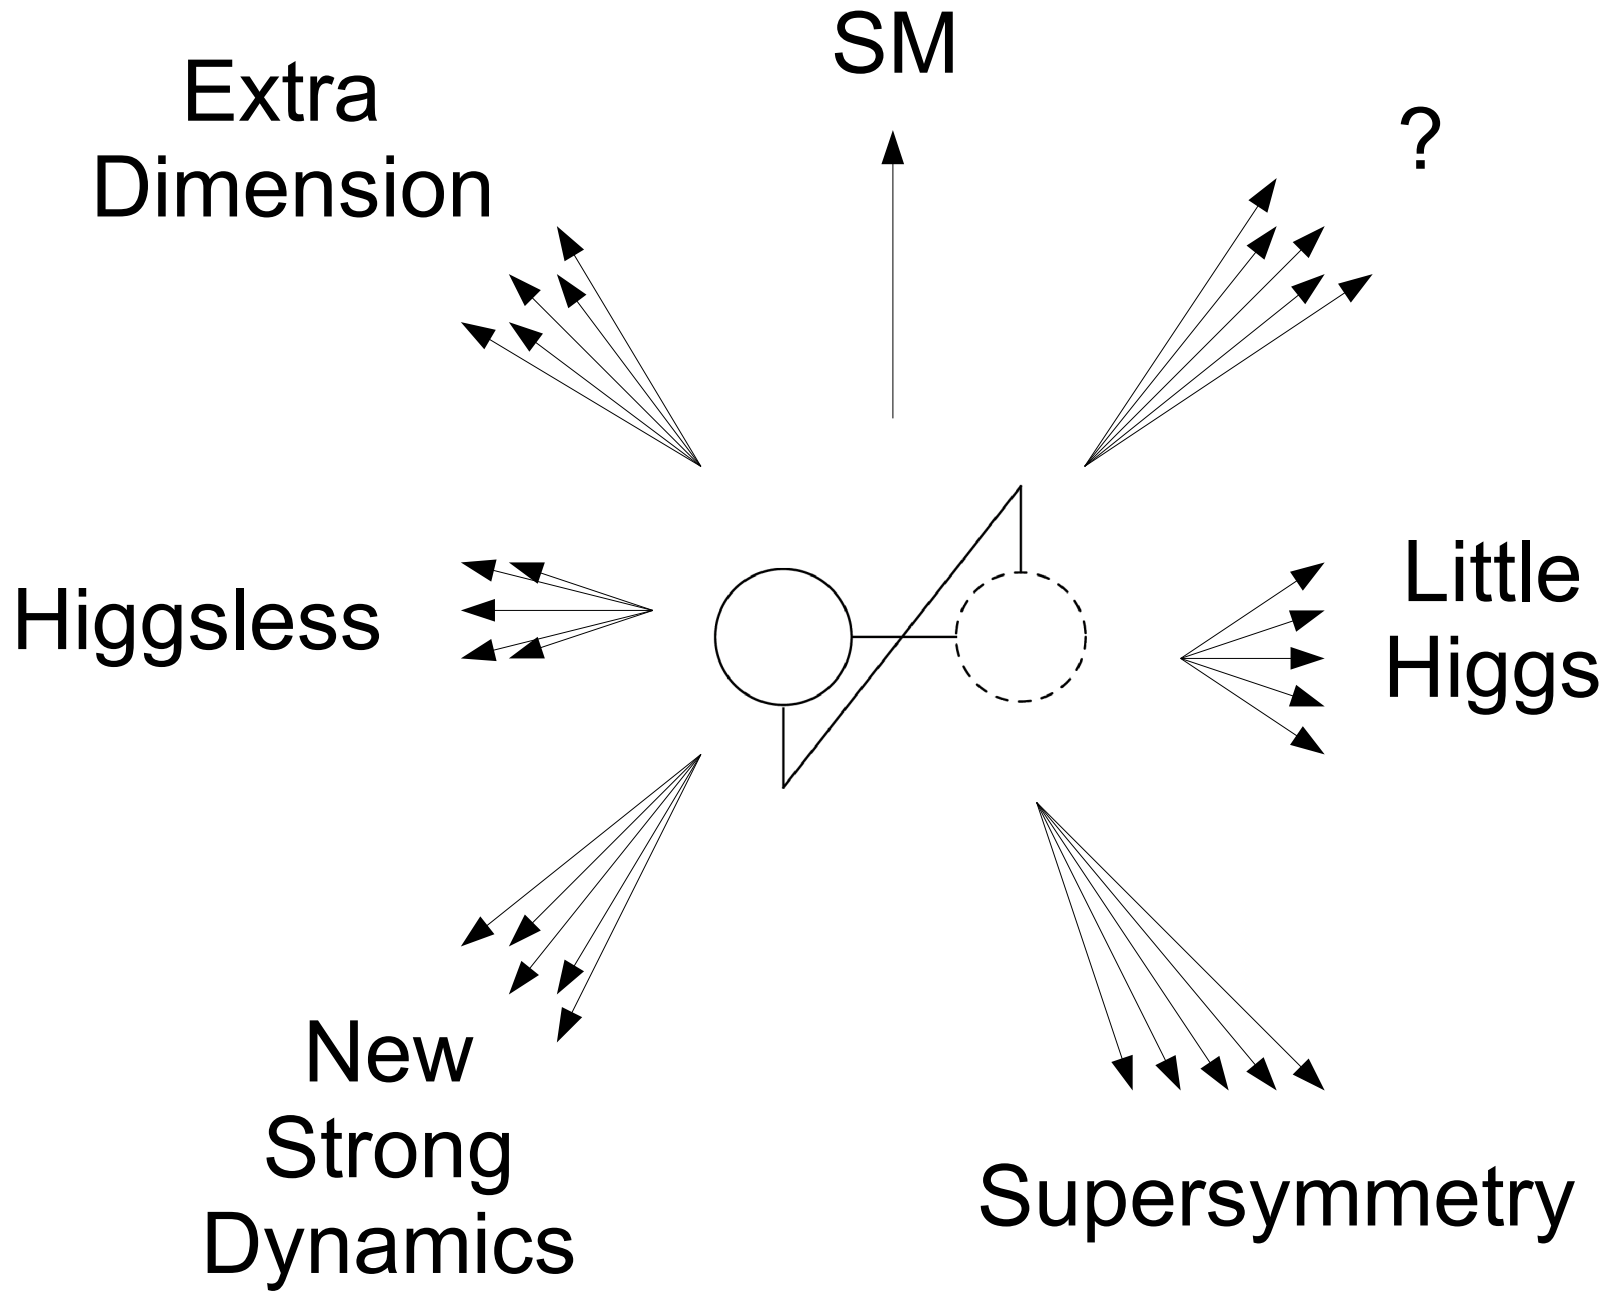 SM
Extra
Dimension
?
Higgsless
Little
Higgs
New
Strong
Dynamics
Supersymmetry